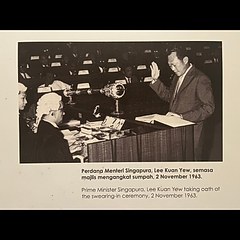 Perdana Menteri Singapura, Lee Kuan Yew, semasa
majlis mengangkat sumpah, 2 November 1963.
Prime Minister Singapura, Lee Kuan Yew taking oath at
the swearing-in ceremony, 2 November 1963.